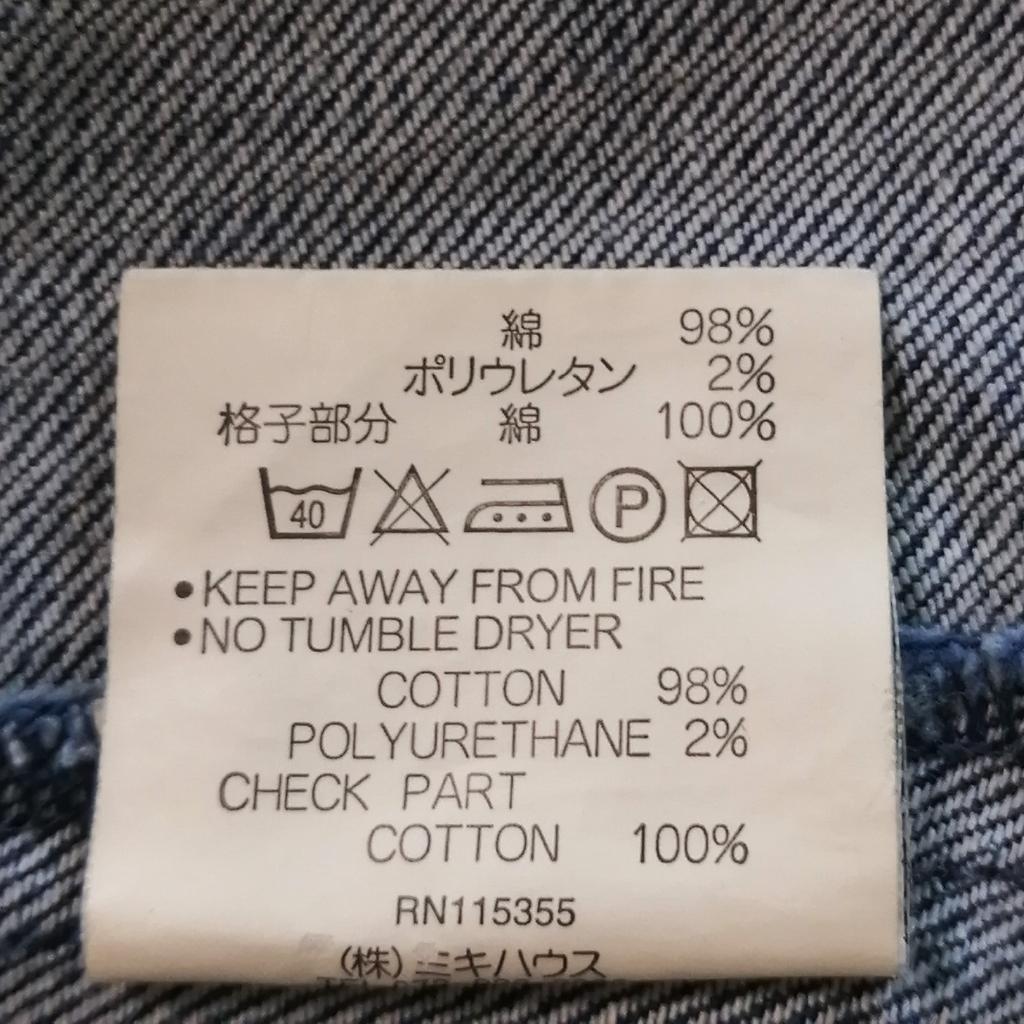 綿 98%
ポリウレタン 2%
格子部分 綿 100%
40 P
•KEEP AWAY FROM FIRE
•NO TUMBLE DRYER
COTTON 98%
POLYURETHANE 2%
CHECK PART
COTTON 100%
RN115355
(株)ミキハウス